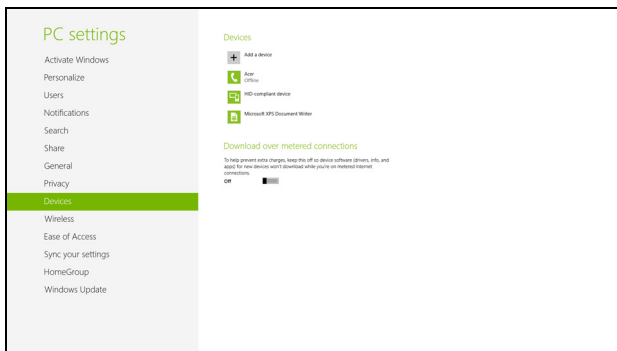 PC settings
Activate Windows
Personalize
Users
Notifications
Search
Share
General
Privacy
Devices
Wireless
Ease of Access
Sync your settings
HomeGroup
Windows Update
Devices
Add a device
Acer
Offline
HID-compliant device
Microsoft XPS Document Writer
Download over metered connections
To help prevent extra charges, keep this off so device software (drivers, info, and
apps) for new devices won't download while you're on metered Internet
connections.
Off